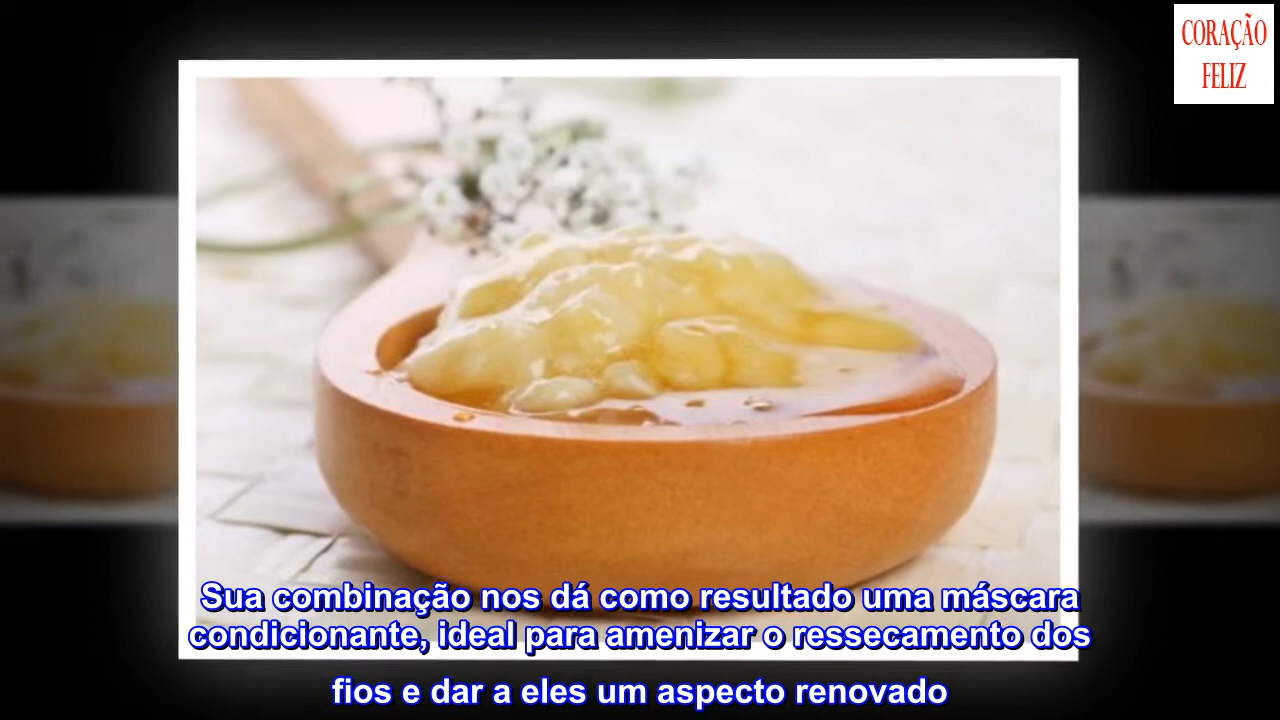 CORAÇÃO
FELIZ
Sua combinação nos dá como resultado uma máscara
condicionante, ideal para amenizar o ressecamento dos
fios e dar a eles um aspecto renovado